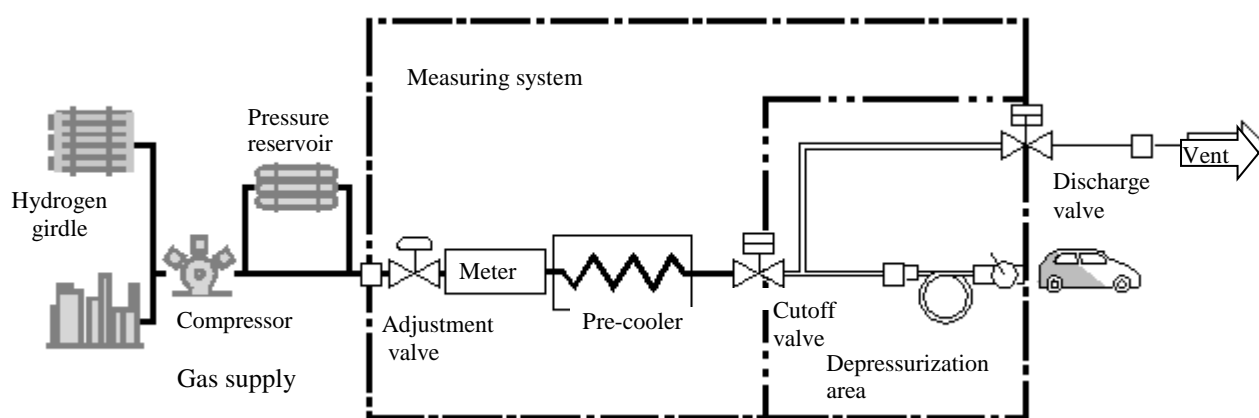 Measuring system
Pressure
reservoir
Hydrogen
girdle
Vent
Discharge
valve
Meter
Compressor
Adjustment
valve
Pre-cooler
Cutoff
valve
Depressurization
area
Gas supply